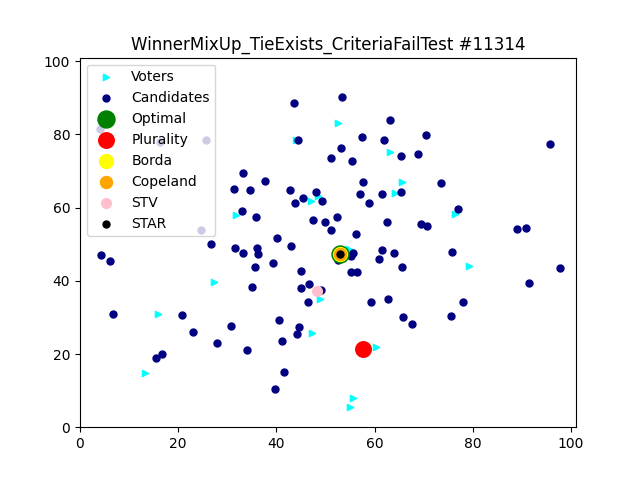 WinnerMixUp_TieExists_CriteriaFailTest #11314
100
80
60
40
20
0
Voters
Candidates
Optimal
Plurality
Borda
Copeland
STV
STAR
0 20 40 60 80 100